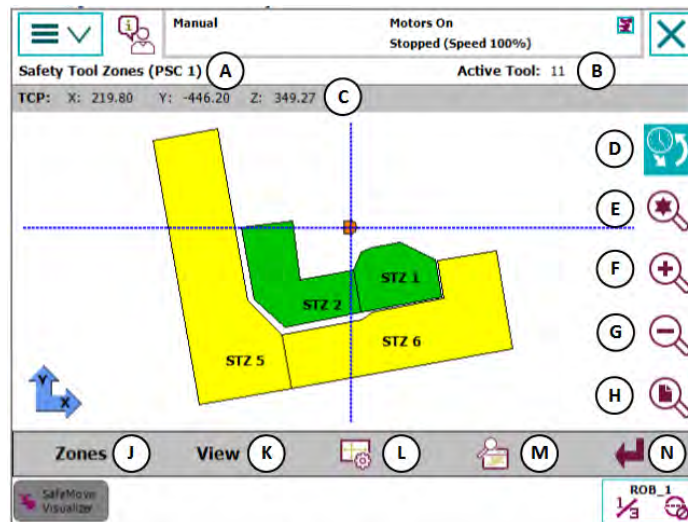 Manual
Motors On
Stopped (Speed 100%)
Safety Tool Zones (PSC 1) A
Active Tool: 11 B
TCP: X: 219.80 Y: -446.20 Z: 349.27 C
D
E
F
G
H
STZ 1
STZ 2
STZ 6
STZ 5
Y
X
Zones J View K L M N
SafeMove
Visualizer
ROB_1
1/3